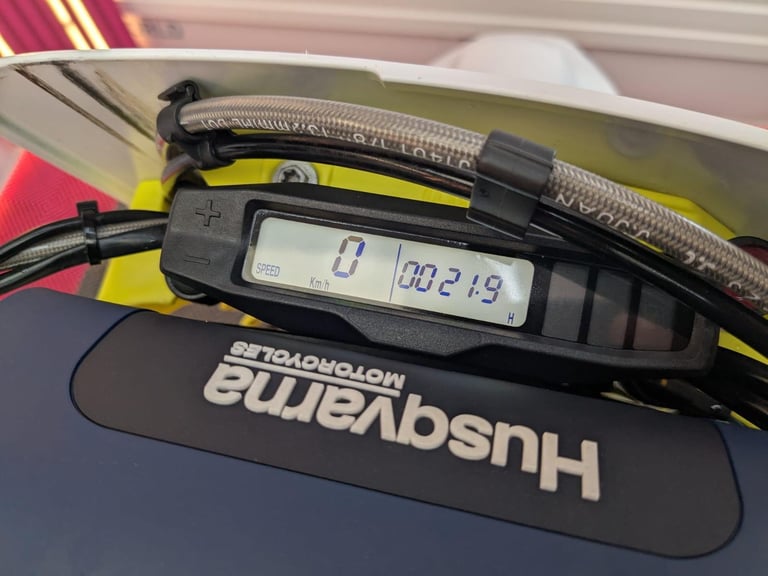 0
0021.9
SPEED
Km/h
H
+
-
Husqvarna
MOTORCYCLES